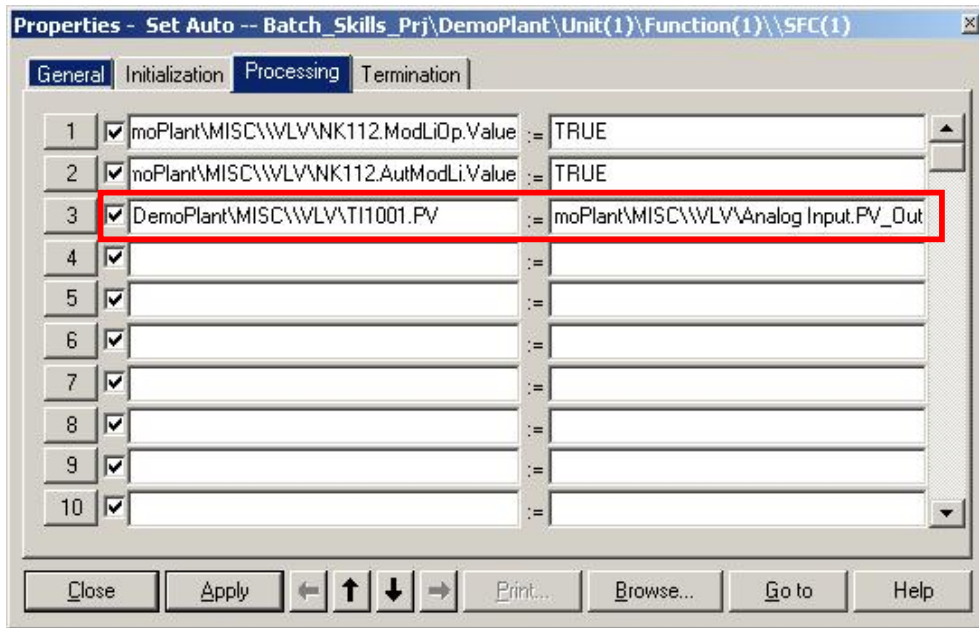 Properties - Set Auto -- Batch_Skills_Prj\DemoPlant\Unit(1)\Function(1)\\SFC(1)
General Initialization Processing Termination
1 moPlant\MISC\\VLV\NK112.ModLiOp.Value := TRUE
2 moPlant\MISC\\VLV\NK112.AutModLi.Value := TRUE
3 DemoPlant\MISC\\VLV\TI1001.PV := moPlant\MISC\\VLV\Analog Input.PV_Out
4 :=
5 :=
6 :=
7 :=
8 :=
9 :=
10 :=
Close Apply Print... Browse... Go to Help